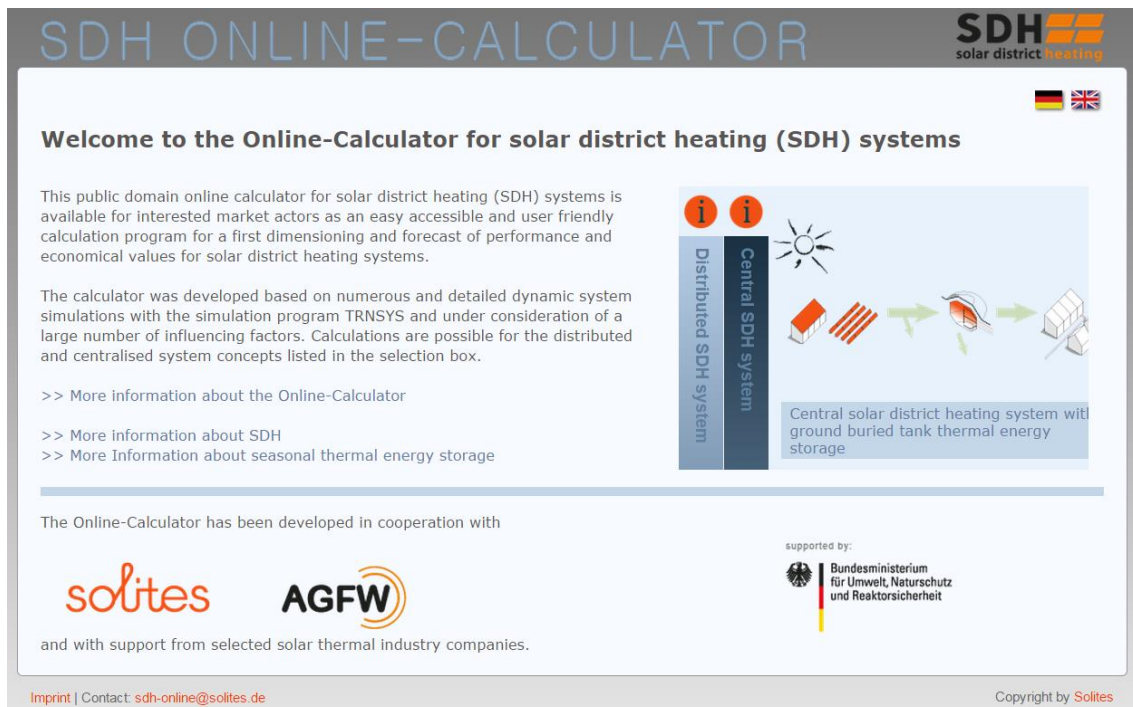 SDH ONLINE-CALCULATOR
SDH
solar district heating
Welcome to the Online-Calculator for solar district heating (SDH) systems
This public domain online calculator for solar district heating (SDH) systems is
available for interested market actors as an easy accessible and user friendly
calculation program for a first dimensioning and forecast of performance and
economical values for solar district heating systems.
The calculator was developed based on numerous and detailed dynamic system
simulations with the simulation program TRNSYS and under consideration of a
large number of influencing factors. Calculations are possible for the distributed
and centralised system concepts listed in the selection box.
>> More information about the Online-Calculator
>> More information about SDH
>> More Information about seasonal thermal energy storage
i
i
Distributed SDH system
Central SDH system
Central solar district heating system with
ground buried tank thermal energy
storage
The Online-Calculator has been developed in cooperation with
solites
AGFW
supported by:
Bundesministerium
für Umwelt, Naturschutz
und Reaktorsicherheit
and with support from selected solar thermal industry companies.
Imprint | Contact: sdh-online@solites.de
Copyright by Solites